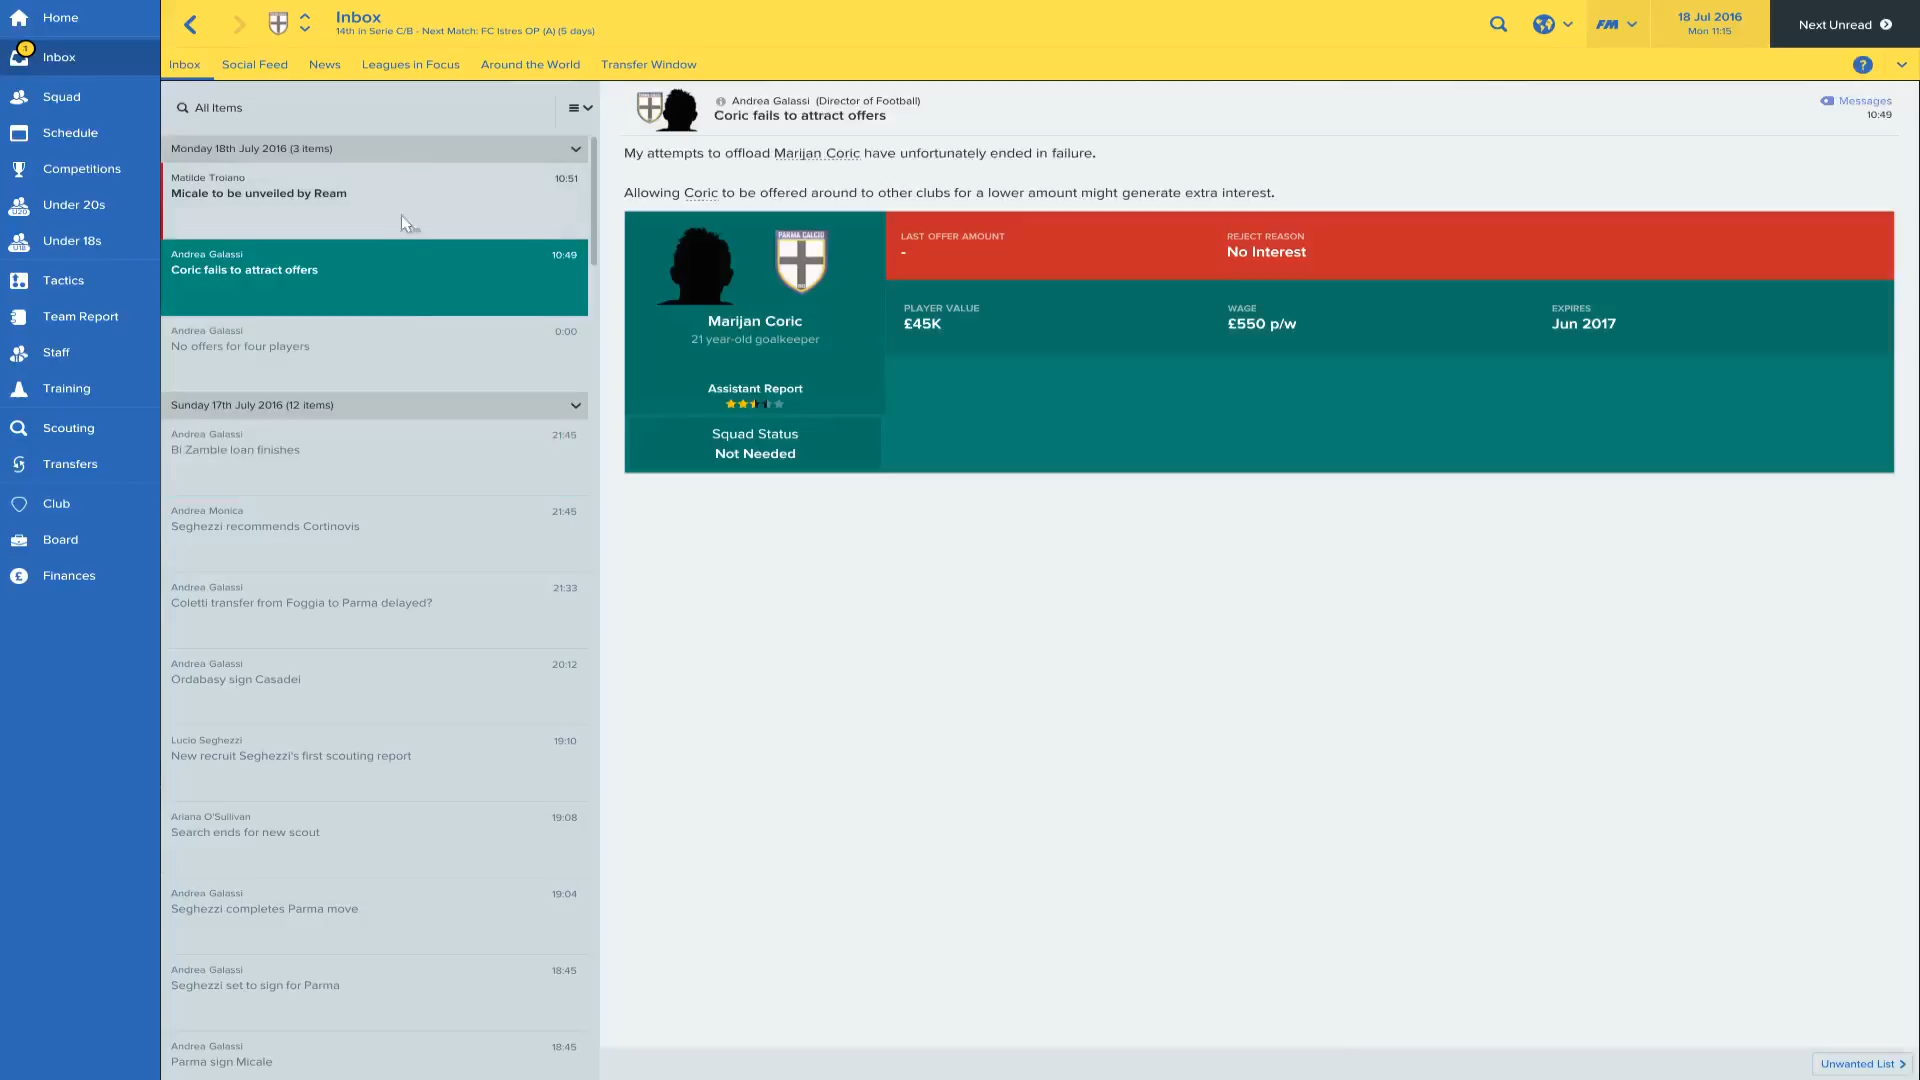 Home
1
Inbox
Squad
Schedule
Competitions
U20
Under 20s
U18
Under 18s
Tactics
Team Report
Staff
Training
Scouting
Transfers
Club
Board
Finances
Inbox
14th in Serie C/B - Next Match: FC Istres OP (A) (5 days)
FM
18 Jul 2016
Mon 11:15
Next Unread
Inbox
Social Feed
News
Leagues in Focus
Around the World
Transfer Window
?
All Items
Monday 18th July 2016 (3 items)
Matilde Troiano 10:51
Micale to be unveiled by Ream
Andrea Galassi 10:49
Coric fails to attract offers
Andrea Galassi 0:00
No offers for four players
Sunday 17th July 2016 (12 items)
Andrea Galassi 21:45
Bi Zamble loan finishes
Andrea Monica 21:45
Seghezzi recommends Cortinovis
Andrea Galassi 21:33
Coletti transfer from Foggia to Parma delayed?
Andrea Galassi 20:12
Ordabasy sign Casadei
Lucio Seghezzi 19:10
New recruit Seghezzi's first scouting report
Ariana O'Sullivan 19:08
Search ends for new scout
Andrea Galassi 19:04
Seghezzi completes Parma move
Andrea Galassi 18:45
Seghezzi set to sign for Parma
Andrea Galassi 18:45
Parma sign Micale
Andrea Galassi (Director of Football)
Coric fails to attract offers
Messages
10:49
My attempts to offload Marijan Coric have unfortunately ended in failure.
Allowing Coric to be offered around to other clubs for a lower amount might generate extra interest.
PARMA CALCIO
Marijan Coric
21 year-old goalkeeper
Assistant Report
Squad Status
Not Needed
LAST OFFER AMOUNT
-
REJECT REASON
No Interest
PLAYER VALUE
£45K
WAGE
£550 p/w
EXPIRES
Jun 2017
Unwanted List